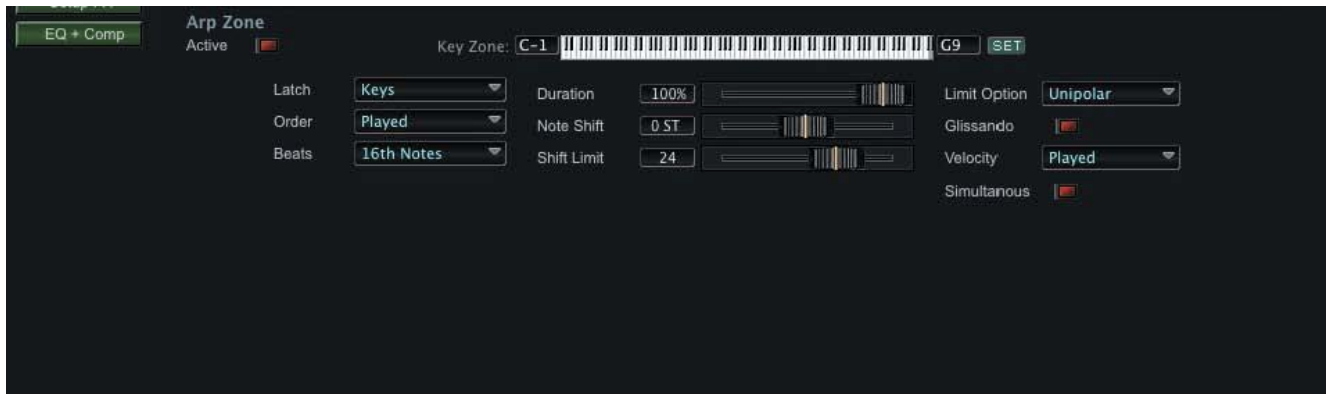 EQ + Comp
Arp Zone
Active
Key Zone: C-1 G9 SET
Latch Keys Duration 100% Limit Option Unipolar
Order Played Note Shift 0 ST Glissando
Beats 16th Notes Shift Limit 24 Velocity Played
Simultanous